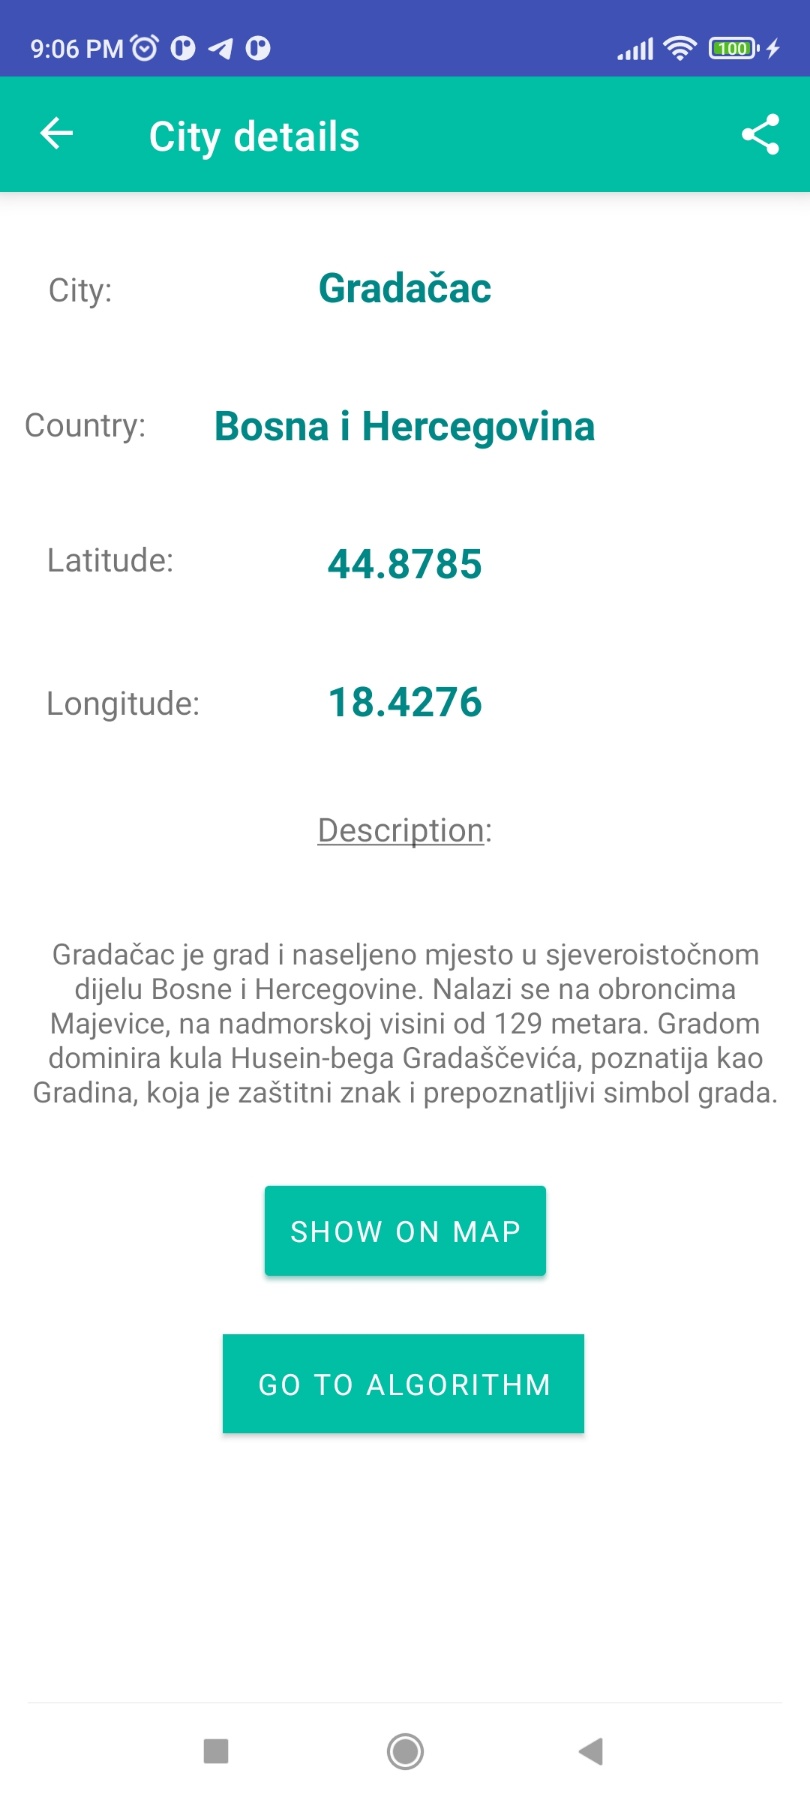 9:06 PM
100
City details
City: Gradačac
Country: Bosna i Hercegovina
Latitude: 44.8785
Longitude: 18.4276
Description:
Gradačac je grad i naseljeno mjesto u sjeveroistočnom
dijelu Bosne i Hercegovine. Nalazi se na obroncima
Majevice, na nadmorskoj visini od 129 metara. Gradom
dominira kula Husein-bega Gradaščevića, poznatija kao
Gradina, koja je zaštitni znak i prepoznatljivi simbol grada.
SHOW ON MAP
GO TO ALGORITHM